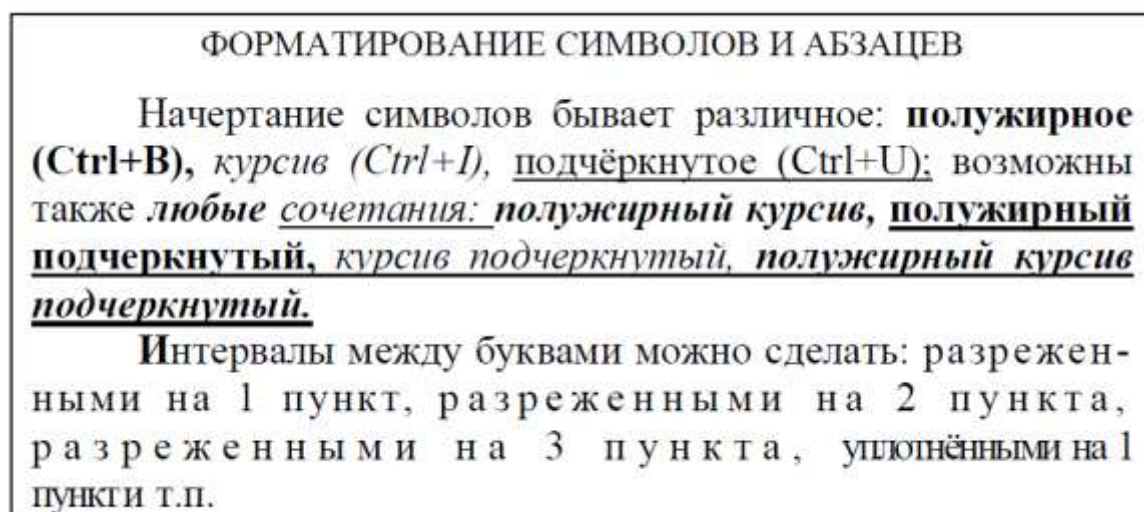 ФОРМАТИРОВАНИЕ СИМВОЛОВ И АБЗАЦЕВ
Начертание символов бывает различное: полужирное
(Ctrl+B), курсив (Ctrl+I), подчёркнутое (Ctrl+U); возможны
также любые сочетания: полужирный курсив, полужирный
подчеркнутый, курсив подчеркнутый, полужирный курсив
подчеркнутый.
Интервалы между буквами можно сделать: разрежен-
ными на 1 пункт, разреженными на 2 пункта,
разреженными на 3 пункта, уплотнёнными на 1
пункт и т.п.